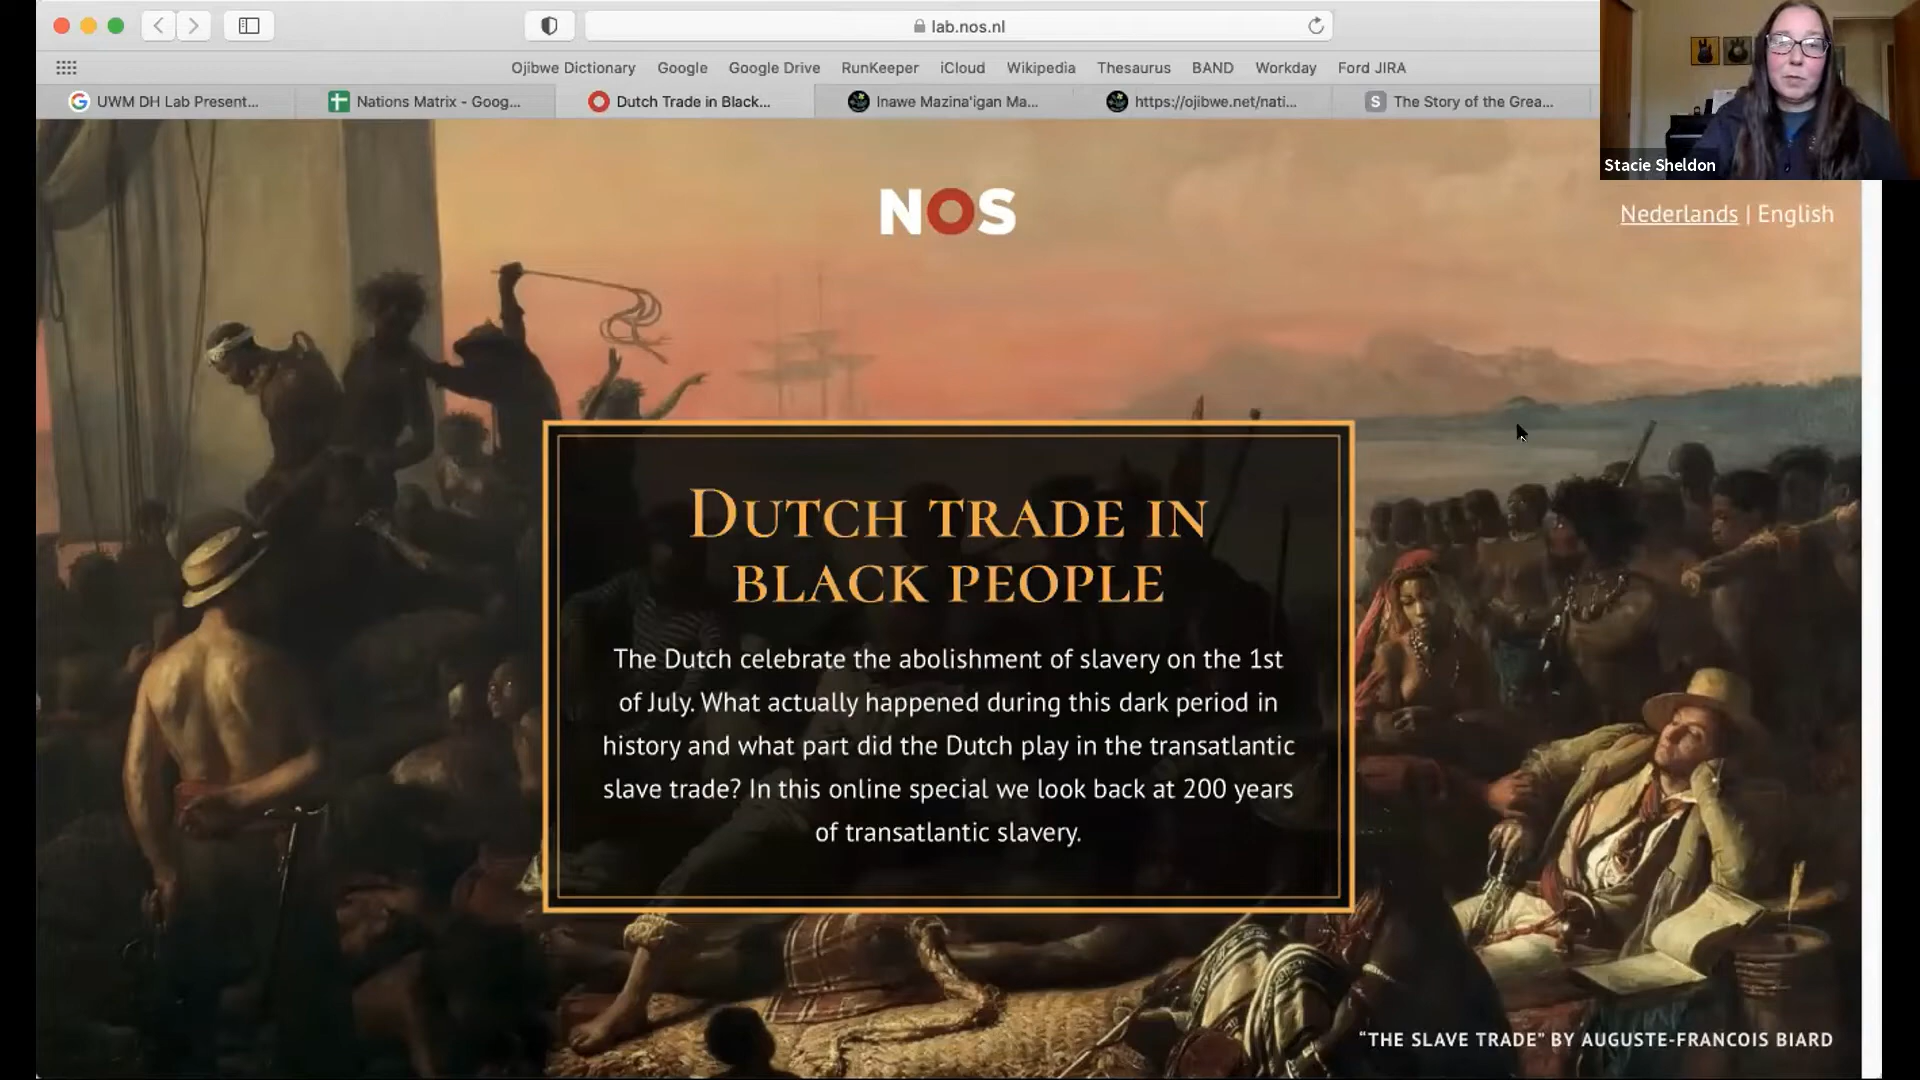 lab.nos.nl
Ojibwe Dictionary Google Google Drive RunKeeper iCloud Wikipedia Thesaurus BAND Workday Ford JIRA
UWM DH Lab Present... Nations Matrix - Goog... Dutch Trade in Black... Inawe Mazina'igan Ma... https://ojibwe.net/nati... The Story of the Grea...
Stacie Sheldon
NOS
Nederlands | English
DUTCH TRADE IN
BLACK PEOPLE
The Dutch celebrate the abolishment of slavery on the 1st
of July. What actually happened during this dark period in
history and what part did the Dutch play in the transatlantic
slave trade? In this online special we look back at 200 years
of transatlantic slavery.
“THE SLAVE TRADE” BY AUGUSTE-FRANCOIS BIARD